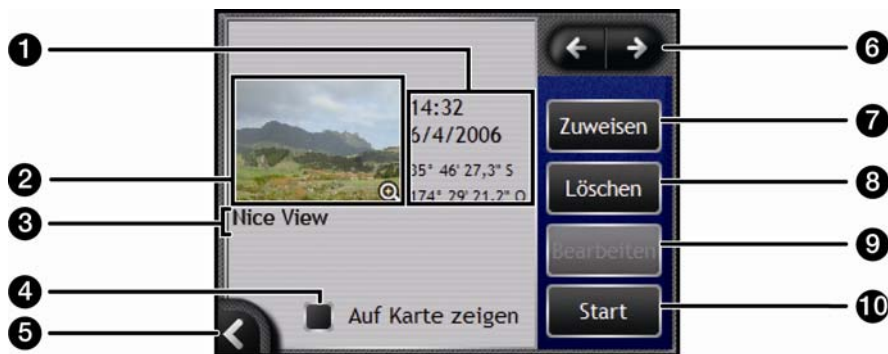 1
2
3
4
5
6
7
8
9
10
14:32
6/4/2006
35° 46' 27,3" S
174° 29' 21,2" O
Nice View
Auf Karte zeigen
Zuweisen
Löschen
Bearbeiten
Start